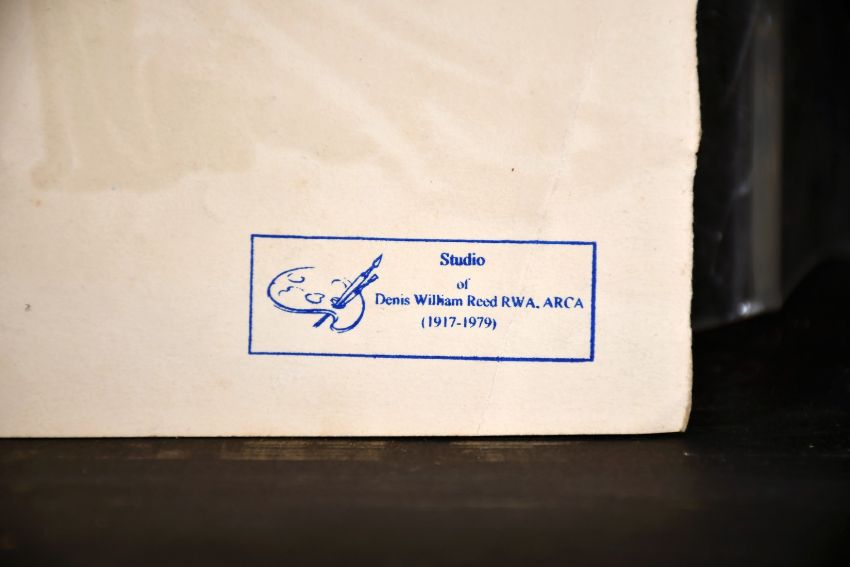 Studio
of
Denis William Reed RWA, ARCA
(1917-1979)